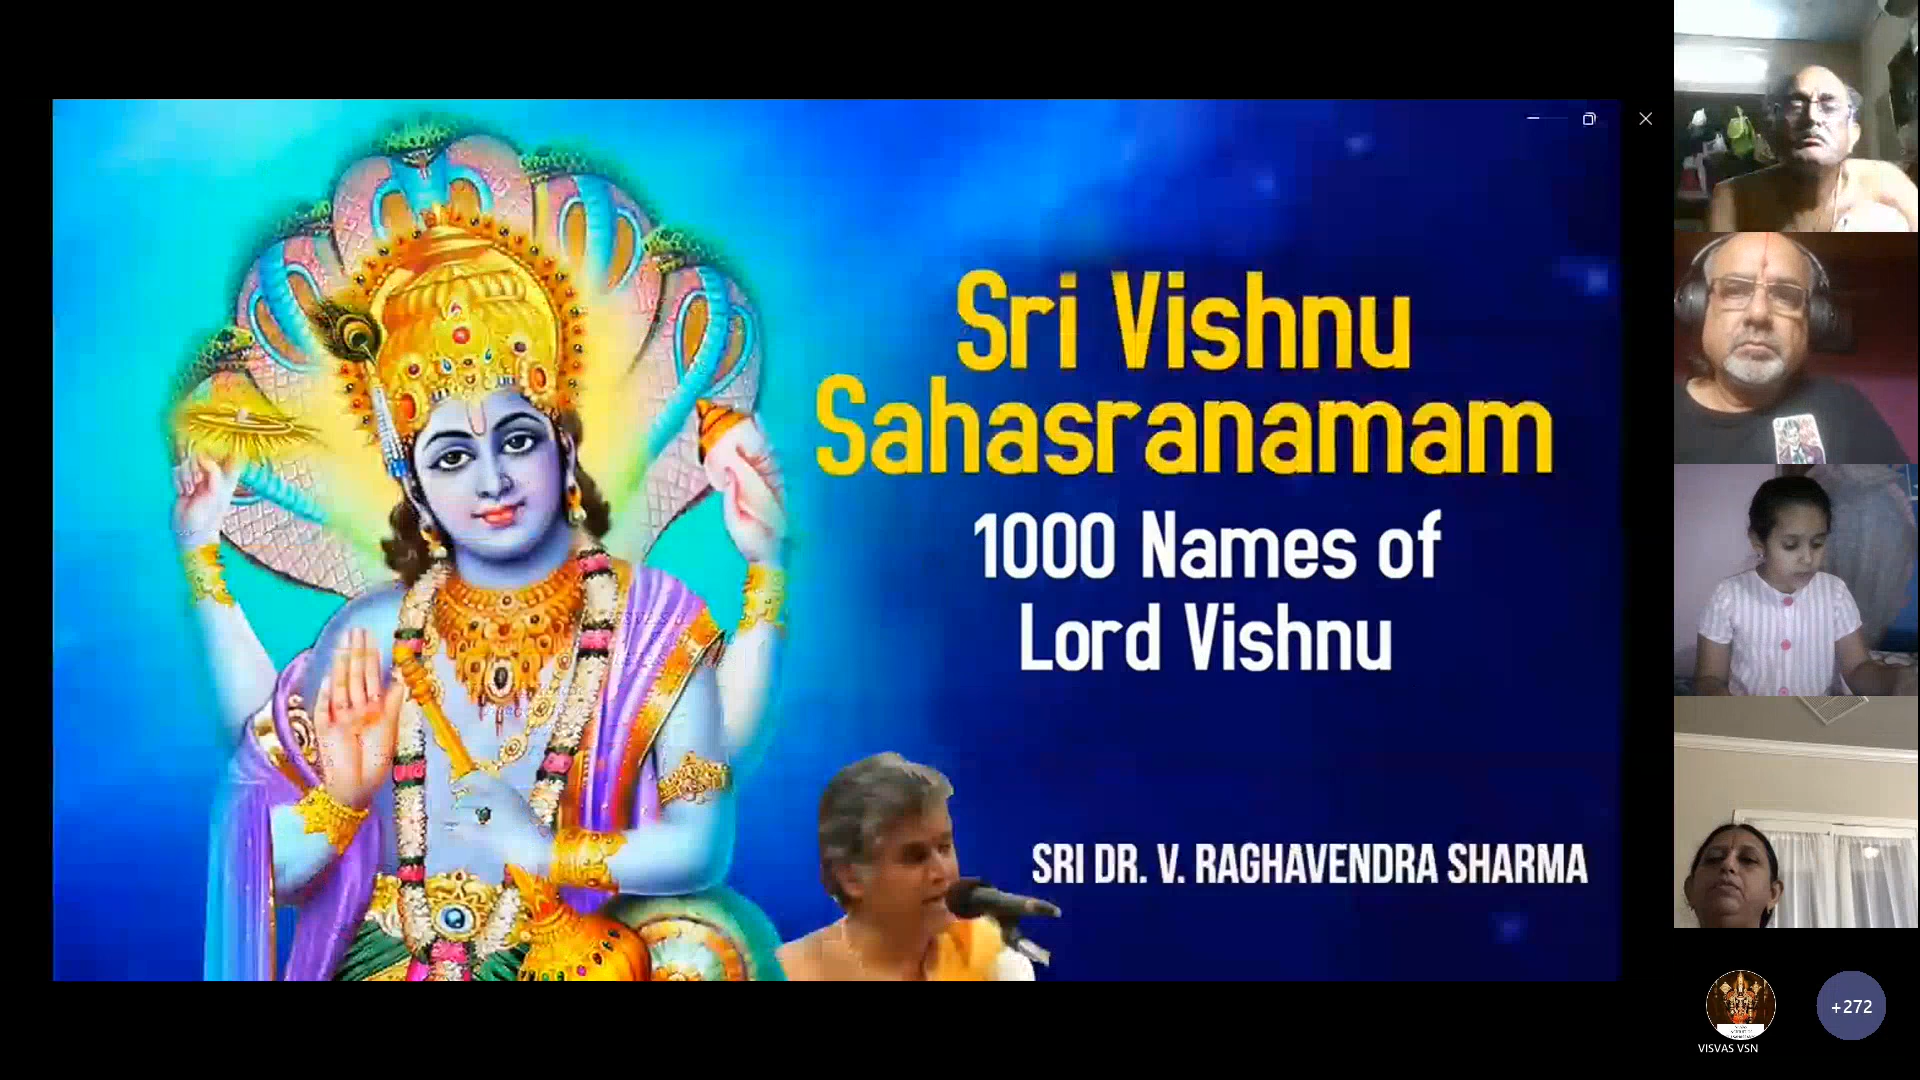 Sri Vishnu
Sahasranamam
1000 Names of
Lord Vishnu
SRI DR. V. RAGHAVENDRA SHARMA
+272
VISVAS VSN